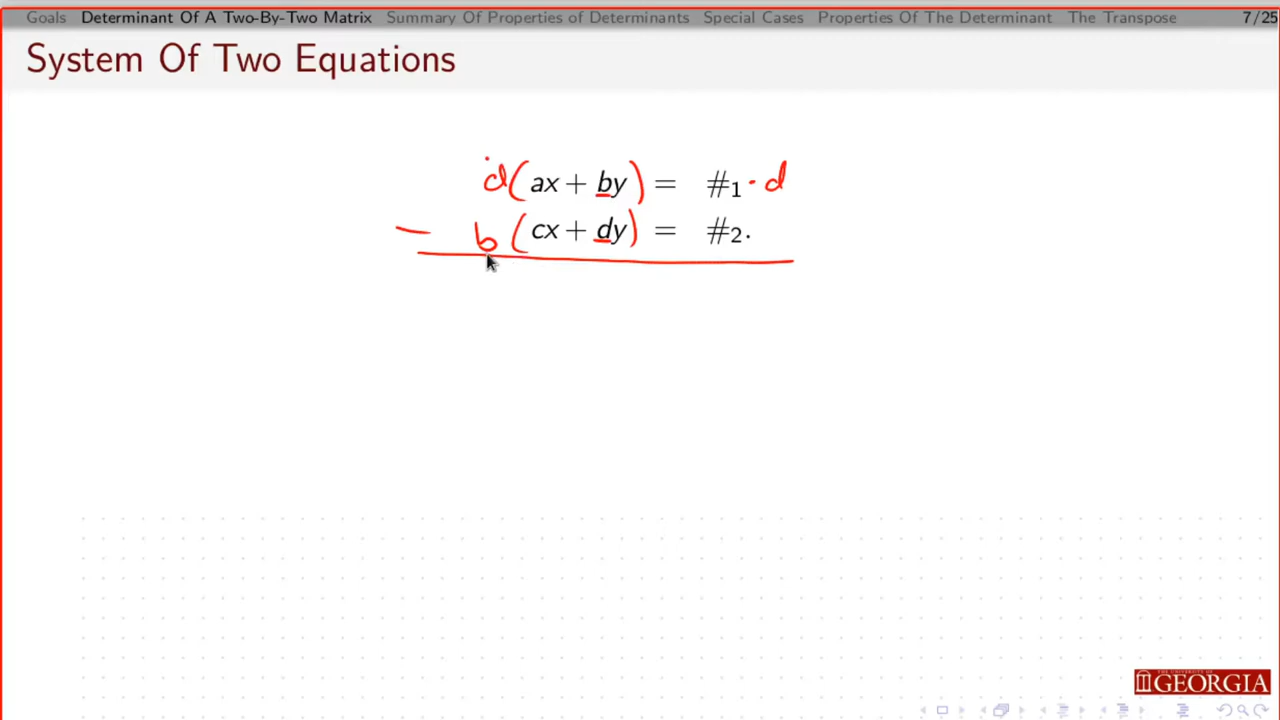 Goals Determinant Of A Two-By-Two Matrix Summary Of Properties of Determinants Special Cases Properties Of The Determinant The Transpose 7/25
System Of Two Equations
d(ax + by) = #₁ · d
− b (cx + dy) = #₂.
GEORGIA